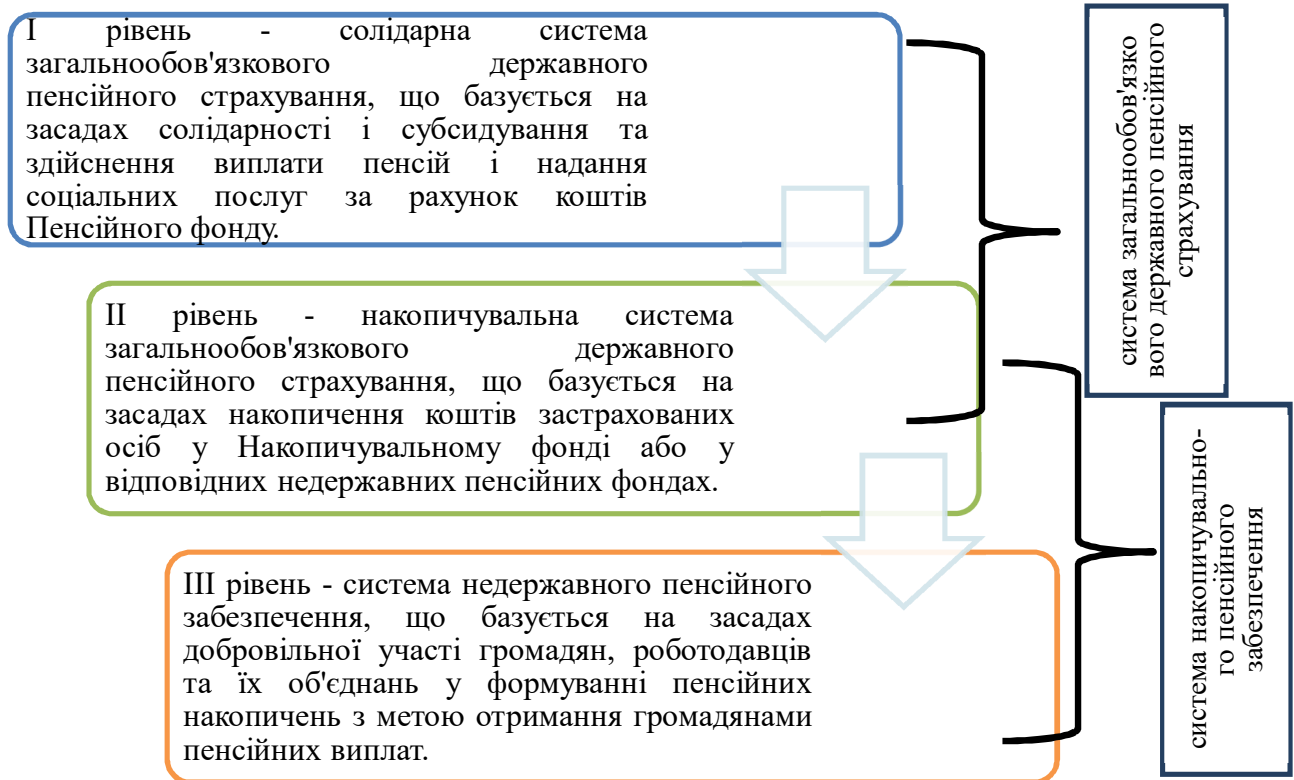 I рівень - солідарна система
загальнообов'язкового державного
пенсійного страхування, що базується на
засадах солідарності і субсидування та
здійснення виплати пенсій і надання
соціальних послуг за рахунок коштів
Пенсійного фонду.
II рівень - накопичувальна система
загальнообов'язкового державного
пенсійного страхування, що базується на
засадах накопичення коштів застрахованих
осіб у Накопичувальному фонді або у
відповідних недержавних пенсійних фондах.
III рівень - система недержавного пенсійного
забезпечення, що базується на засадах
добровільної участі громадян, роботодавців
та їх об'єднань у формуванні пенсійних
накопичень з метою отримання громадянами
пенсійних виплат.
система загальнообов'язко
вого державного пенсійного
страхування
система накопичувально-
го пенсійного
забезпечення